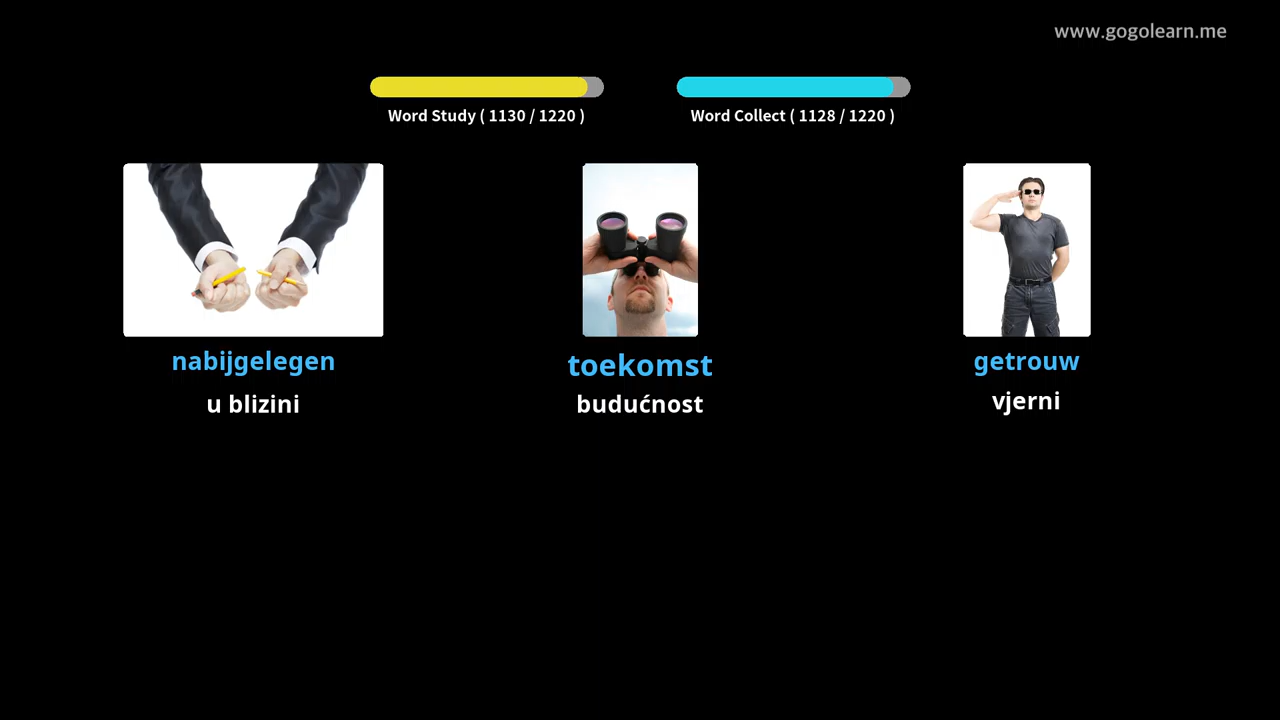 www.gogolearn.me
Word Study ( 1130 / 1220 )
Word Collect ( 1128 / 1220 )
nabijgelegen
u blizini
toekomst
budućnost
getrouw
vjerni